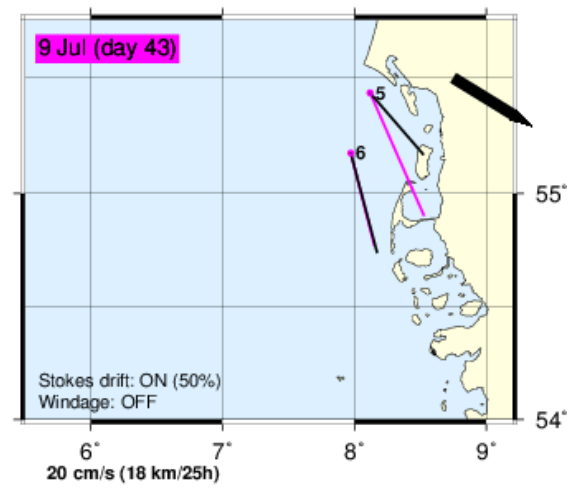 9 Jul (day 43)
5
6
55°
Stokes drift: ON (50%)
Windage: OFF
54°
6° 7° 8° 9°
20 cm/s (18 km/25h)